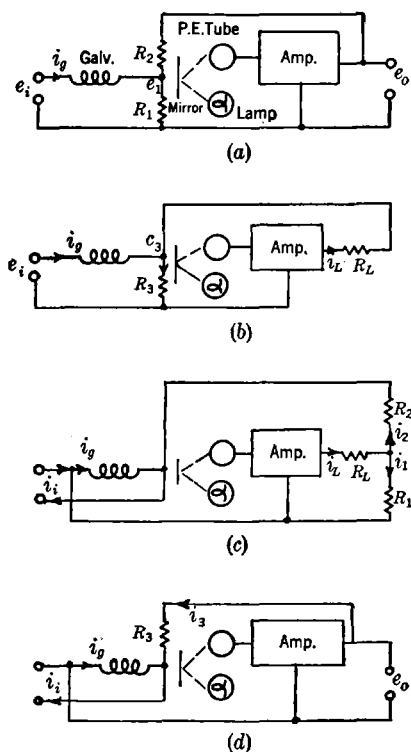 P.E.Tube
i_g Galv. R_2 Amp.
e_i e_1 e_o
R_1 Mirror Lamp
(a)
i_g c_3 Amp.
e_i R_3 i_L R_L
(b)
R_2
i_g Amp. i_2
i_i i_L R_L i_1
R_1
(c)
i_3
R_3
i_g Amp.
i_i e_o
(d)